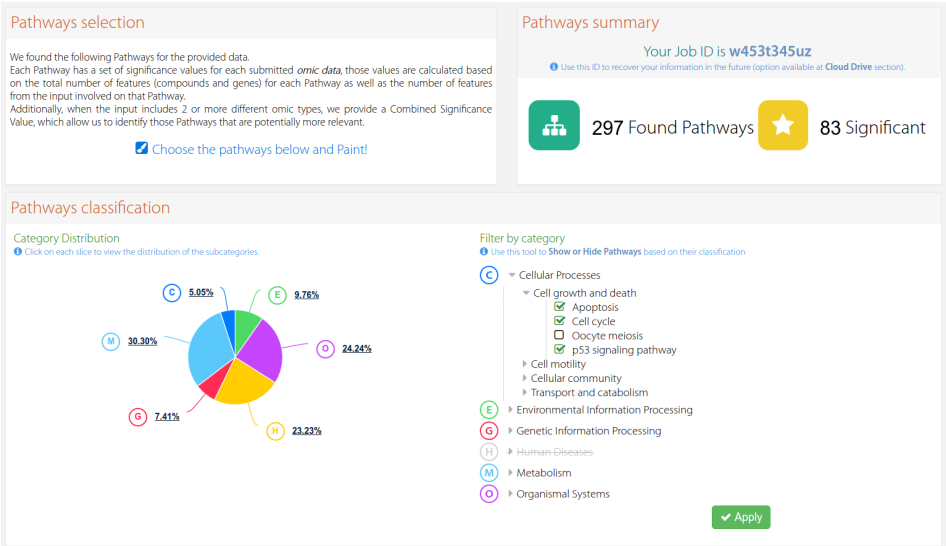 Pathways selection
We found the following Pathways for the provided data.
Each Pathway has a set of significance values for each submitted omic data, those values are calculated based
on the total number of features (compounds and genes) for each Pathway as well as the number of features
from the input involved on that Pathway.
Additionally, when the input includes 2 or more different omic types, we provide a Combined Significance
Value, which allow us to identify those Pathways that are potentially more relevant.
Choose the pathways below and Paint!
Pathways summary
Your Job ID is w453t345uz
Use this ID to recover your information in the future (option available at Cloud Drive section).
297 Found Pathways
83 Significant
Pathways classification
Category Distribution
Click on each slice to view the distribution of the subcategories.
C 5.05%
E 9.76%
M 30.30%
O 24.24%
G 7.41%
H 23.23%
Filter by category
Use this tool to Show or Hide Pathways based on their classification
C Cellular Processes
Cell growth and death
Apoptosis
Cell cycle
Oocyte meiosis
p53 signaling pathway
Cell motility
Cellular community
Transport and catabolism
E Environmental Information Processing
G Genetic Information Processing
H Human Diseases
M Metabolism
O Organismal Systems
Apply